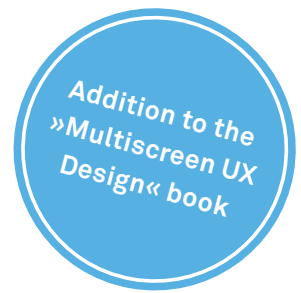 Addition to the
»Multiscreen UX
Design« book